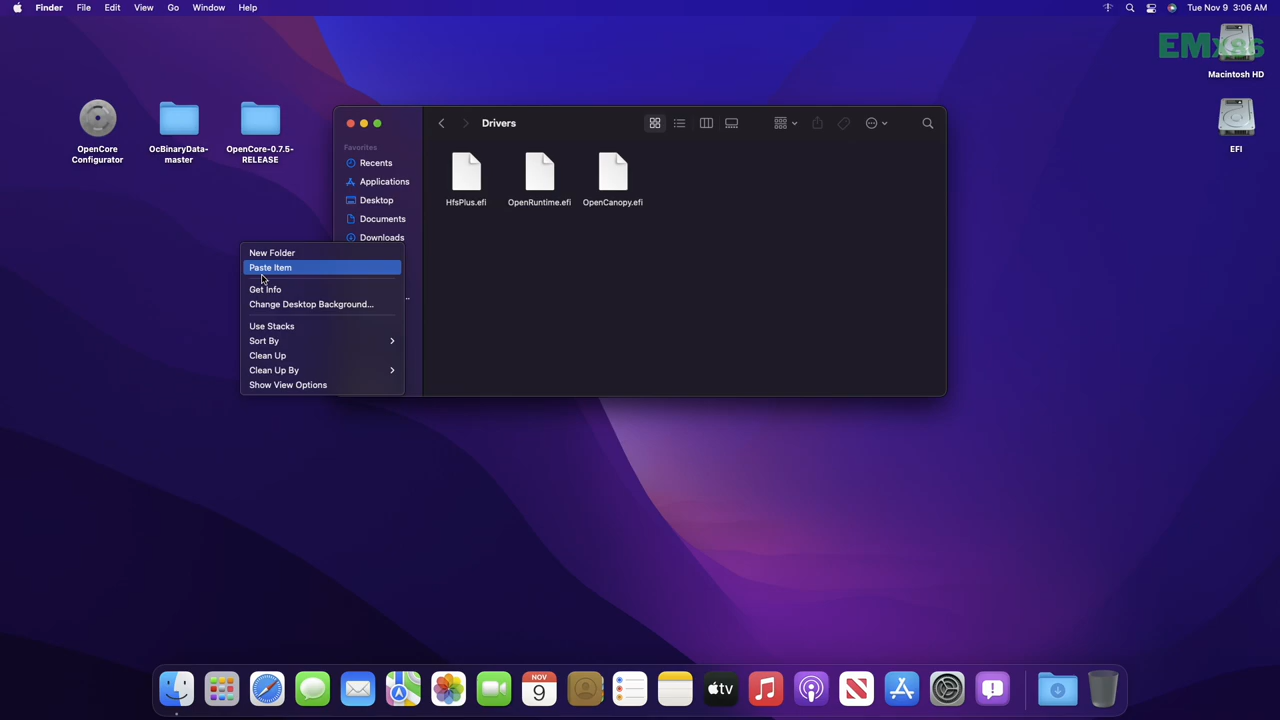 Finder File Edit View Go Window Help Tue Nov 9 3:06 AM
EMx86
Macintosh HD
EFI
OpenCore Configurator
OcBinaryData-master
OpenCore-0.7.5-RELEASE
Drivers
Favorites
Recents
Applications
Desktop
Documents
Downloads
HfsPlus.efi OpenRuntime.efi OpenCanopy.efi
New Folder
Paste Item
Get Info
Change Desktop Background...
Use Stacks
Sort By
Clean Up
Clean Up By
Show View Options
NOV
9
tv